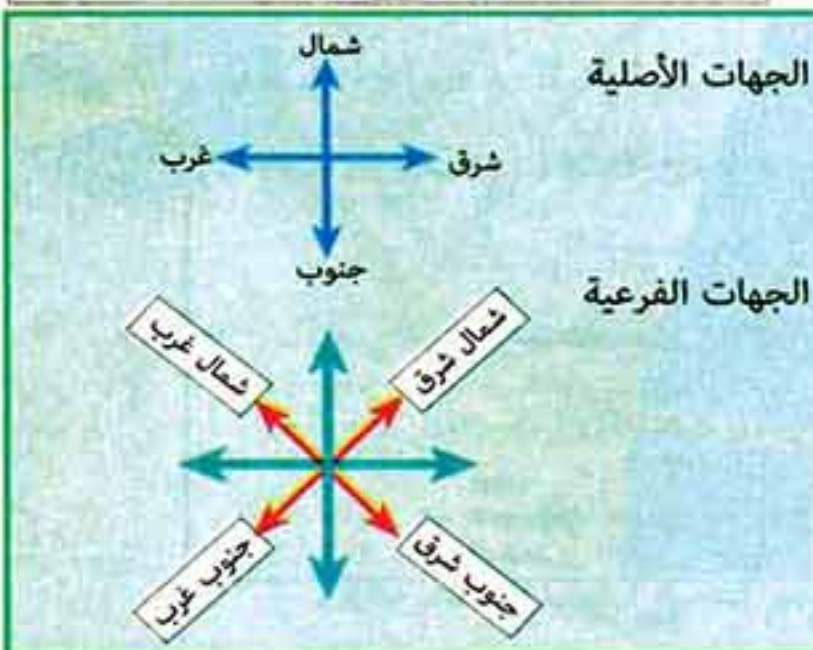 الجهات الأصلية
شمال
شرق
غرب
جنوب
الجهات الفرعية
شمال شرق
شمال غرب
جنوب شرق
جنوب غرب